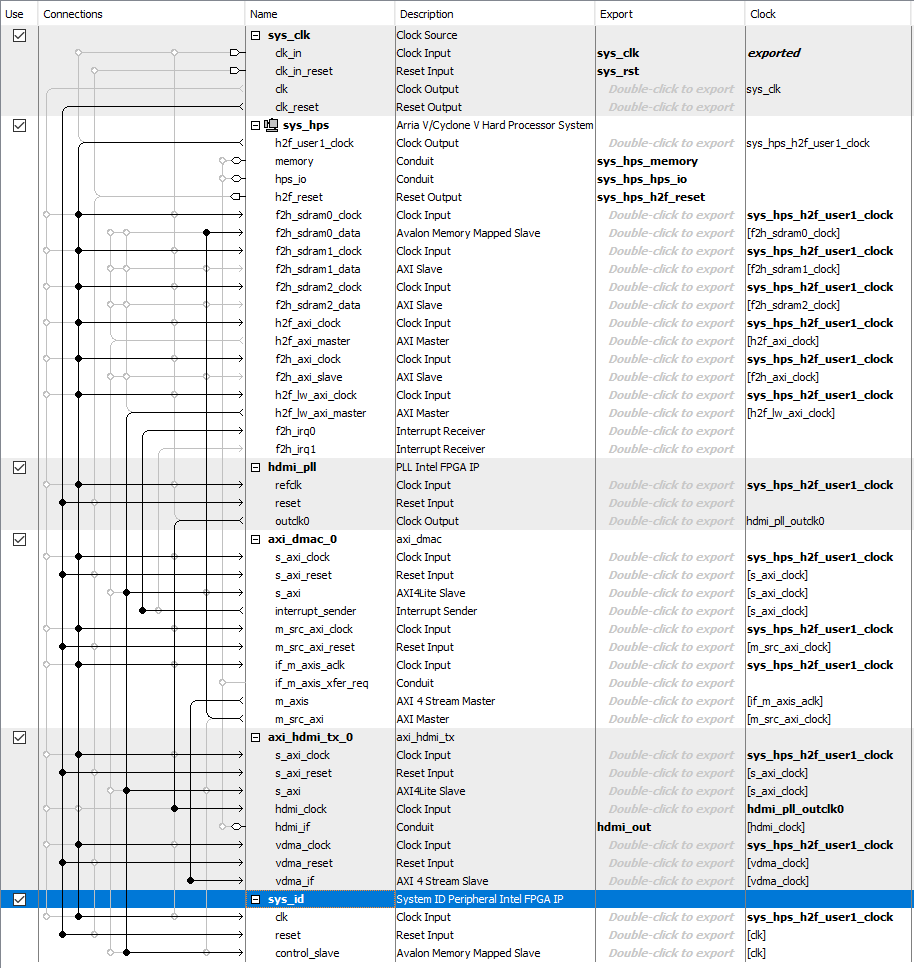 Use Connections Name Description Export Clock
sys_clk Clock Source
clk_in Clock Input sys_clk exported
clk_in_reset Reset Input sys_rst
clk Clock Output Double-click to export sys_clk
clk_reset Reset Output Double-click to export
sys_hps Arria V/Cyclone V Hard Processor System
h2f_user1_clock Clock Output Double-click to export sys_hps_h2f_user1_clock
memory Conduit sys_hps_memory
hps_io Conduit sys_hps_hps_io
h2f_reset Reset Output sys_hps_h2f_reset
f2h_sdram0_clock Clock Input Double-click to export sys_hps_h2f_user1_clock
f2h_sdram0_data Avalon Memory Mapped Slave Double-click to export [f2h_sdram0_clock]
f2h_sdram1_clock Clock Input Double-click to export sys_hps_h2f_user1_clock
f2h_sdram1_data AXI Slave Double-click to export [f2h_sdram1_clock]
f2h_sdram2_clock Clock Input Double-click to export sys_hps_h2f_user1_clock
f2h_sdram2_data AXI Slave Double-click to export [f2h_sdram2_clock]
h2f_axi_clock Clock Input Double-click to export sys_hps_h2f_user1_clock
h2f_axi_master AXI Master Double-click to export [h2f_axi_clock]
f2h_axi_clock Clock Input Double-click to export sys_hps_h2f_user1_clock
f2h_axi_slave AXI Slave Double-click to export [f2h_axi_clock]
h2f_lw_axi_clock Clock Input Double-click to export sys_hps_h2f_user1_clock
h2f_lw_axi_master AXI Master Double-click to export [h2f_lw_axi_clock]
f2h_irq0 Interrupt Receiver Double-click to export
f2h_irq1 Interrupt Receiver Double-click to export
hdmi_pll PLL Intel FPGA IP
refclk Clock Input Double-click to export sys_hps_h2f_user1_clock
reset Reset Input Double-click to export
outclk0 Clock Output Double-click to export hdmi_pll_outclk0
axi_dmac_0 axi_dmac
s_axi_clock Clock Input Double-click to export sys_hps_h2f_user1_clock
s_axi_reset Reset Input Double-click to export [s_axi_clock]
s_axi AXI4Lite Slave Double-click to export [s_axi_clock]
interrupt_sender Interrupt Sender Double-click to export [s_axi_clock]
m_src_axi_clock Clock Input Double-click to export sys_hps_h2f_user1_clock
m_src_axi_reset Reset Input Double-click to export [m_src_axi_clock]
if_m_axis_aclk Clock Input Double-click to export sys_hps_h2f_user1_clock
if_m_axis_xfer_req Conduit Double-click to export
m_axis AXI 4 Stream Master Double-click to export [if_m_axis_aclk]
m_src_axi AXI Master Double-click to export [m_src_axi_clock]
axi_hdmi_tx_0 axi_hdmi_tx
s_axi_clock Clock Input Double-click to export sys_hps_h2f_user1_clock
s_axi_reset Reset Input Double-click to export [s_axi_clock]
s_axi AXI4Lite Slave Double-click to export [s_axi_clock]
hdmi_clock Clock Input Double-click to export hdmi_pll_outclk0
hdmi_if Conduit hdmi_out [hdmi_clock]
vdma_clock Clock Input Double-click to export sys_hps_h2f_user1_clock
vdma_reset Reset Input Double-click to export [vdma_clock]
vdma_if AXI 4 Stream Slave Double-click to export [vdma_clock]
sys_id System ID Peripheral Intel FPGA IP
clk Clock Input Double-click to export sys_hps_h2f_user1_clock
reset Reset Input Double-click to export [clk]
control_slave Avalon Memory Mapped Slave Double-click to export [clk]